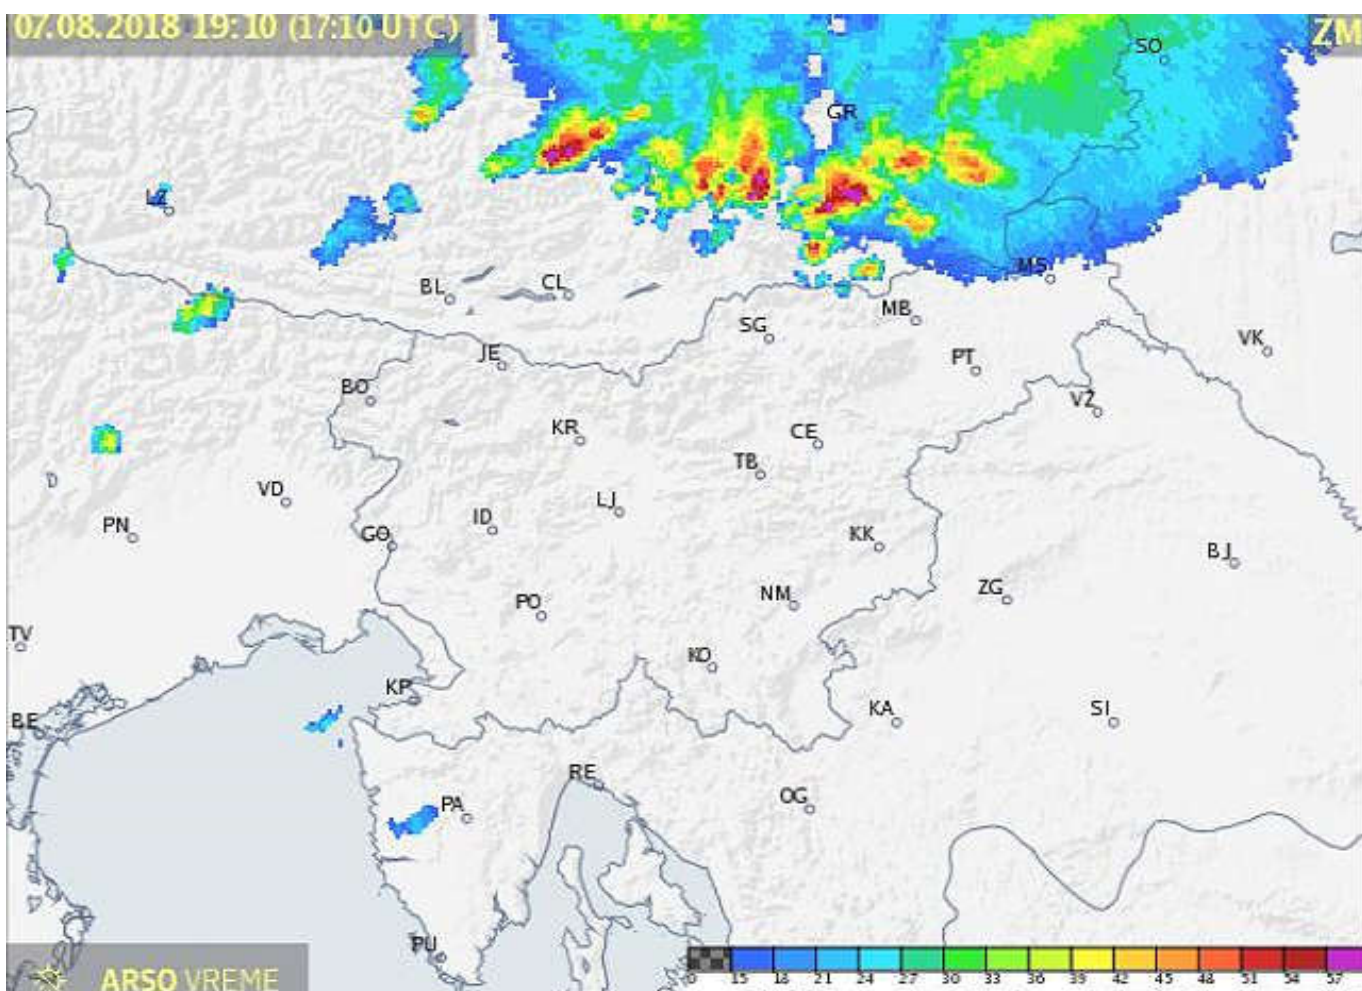 07.08.2018 19:10 (17:10 UTC)
ZM
SO
GR
LZ
MS
BL
CL
MB
SG
VK
JE
PT
BO
VŽ
KR
CE
TB
VD
LJ
PN
ID
GO
KK
BJ
ZG
NM
PO
TV
KO
KP
BE
KA
SI
RE
PA
OG
PU
0 15 18 21 24 27 30 33 36 39 42 45 48 51 54 57
ARSO VREME